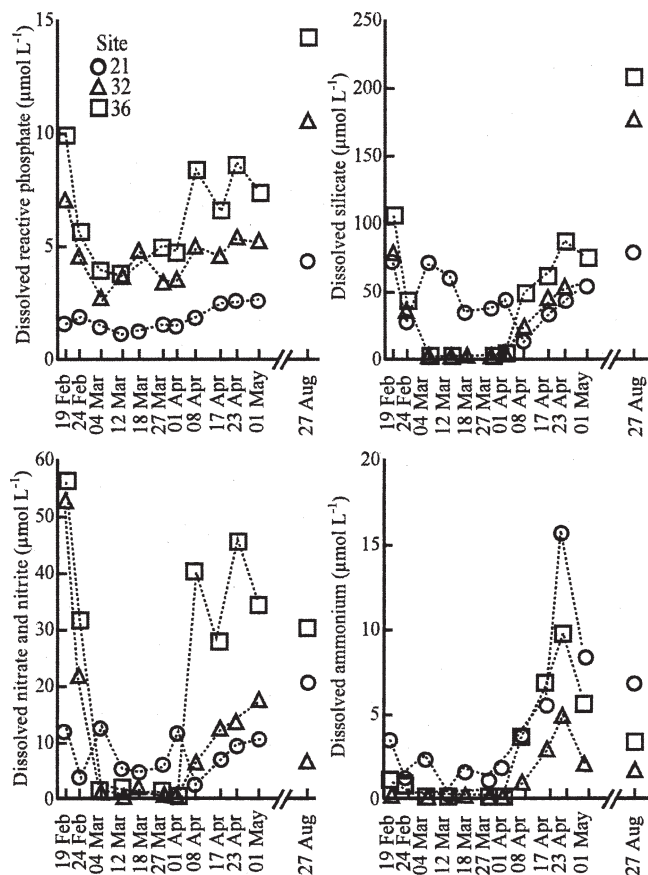 Dissolved reactive phosphate (μmol L⁻¹)
15
10
5
0
Site
21
32
36
19 Feb
24 Feb
04 Mar
12 Mar
18 Mar
27 Mar
01 Apr
08 Apr
17 Apr
23 Apr
01 May
27 Aug
Dissolved silicate (μmol L⁻¹)
250
200
150
100
50
0
19 Feb
24 Feb
04 Mar
12 Mar
18 Mar
27 Mar
01 Apr
08 Apr
17 Apr
23 Apr
01 May
27 Aug
Dissolved nitrate and nitrite (μmol L⁻¹)
60
50
40
30
20
10
0
19 Feb
24 Feb
04 Mar
12 Mar
18 Mar
27 Mar
01 Apr
08 Apr
17 Apr
23 Apr
01 May
27 Aug
Dissolved ammonium (μmol L⁻¹)
20
15
10
5
0
19 Feb
24 Feb
04 Mar
12 Mar
18 Mar
27 Mar
01 Apr
08 Apr
17 Apr
23 Apr
01 May
27 Aug